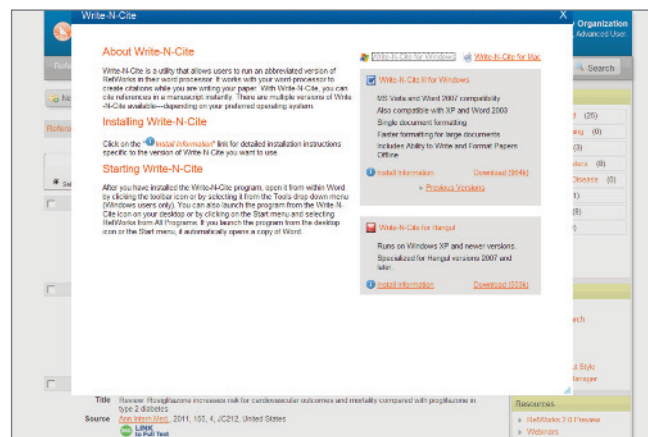 Write-N-Cite
X
Organization
Advanced User.
Search
About Write-N-Cite
Write-N-Cite is a utility that allows users to run an abbreviated version of
RefWorks in their word processor. It works with your word-processor to
create citations while you are writing your paper. With Write-N-Cite, you can
cite references in a manuscript instantly. There are multiple versions of Write
-N-Cite available—depending on your preferred operating system.
Installing Write-N-Cite
Click on the "Install Information" link for detailed installation instructions
specific to the version of Write-N-Cite you want to use.
Starting Write-N-Cite
After you have installed the Write-N-Cite program, open it from within Word
by clicking the toolbar icon or by selecting it from the Tools drop down menu
(Windows users only). You can also launch the program from the Write-N-
Cite icon on your desktop or by clicking on the Start menu and selecting
RefWorks from All Programs. If you launch the program from the desktop
icon or the Start menu, it automatically opens a copy of Word.
Write-N-Cite for Windows
Write-N-Cite for Mac
Write-N-Cite III for Windows
MS Vista and Word 2007 compatibility
Also compatible with XP and Word 2003
Single document formatting
Faster formatting for large documents
Includes Ability to Write and Format Papers
Offline
Install Information
Download (964k)
» Previous Versions
Write-N-Cite for Hangul
Runs on Windows XP and newer versions.
Specialized for Hangul versions 2007 and
later.
Install Information
Download (503k)
Title Review: Rosiglitazone increases risk for cardiovascular outcomes and mortality compared with pioglitazone in
type 2 diabetes
Source Ann.Intern.Med., 2011, 155, 4, JC212, United States
LINK
to Full Text
Resources
RefWorks 2.0 Preview
Webinars